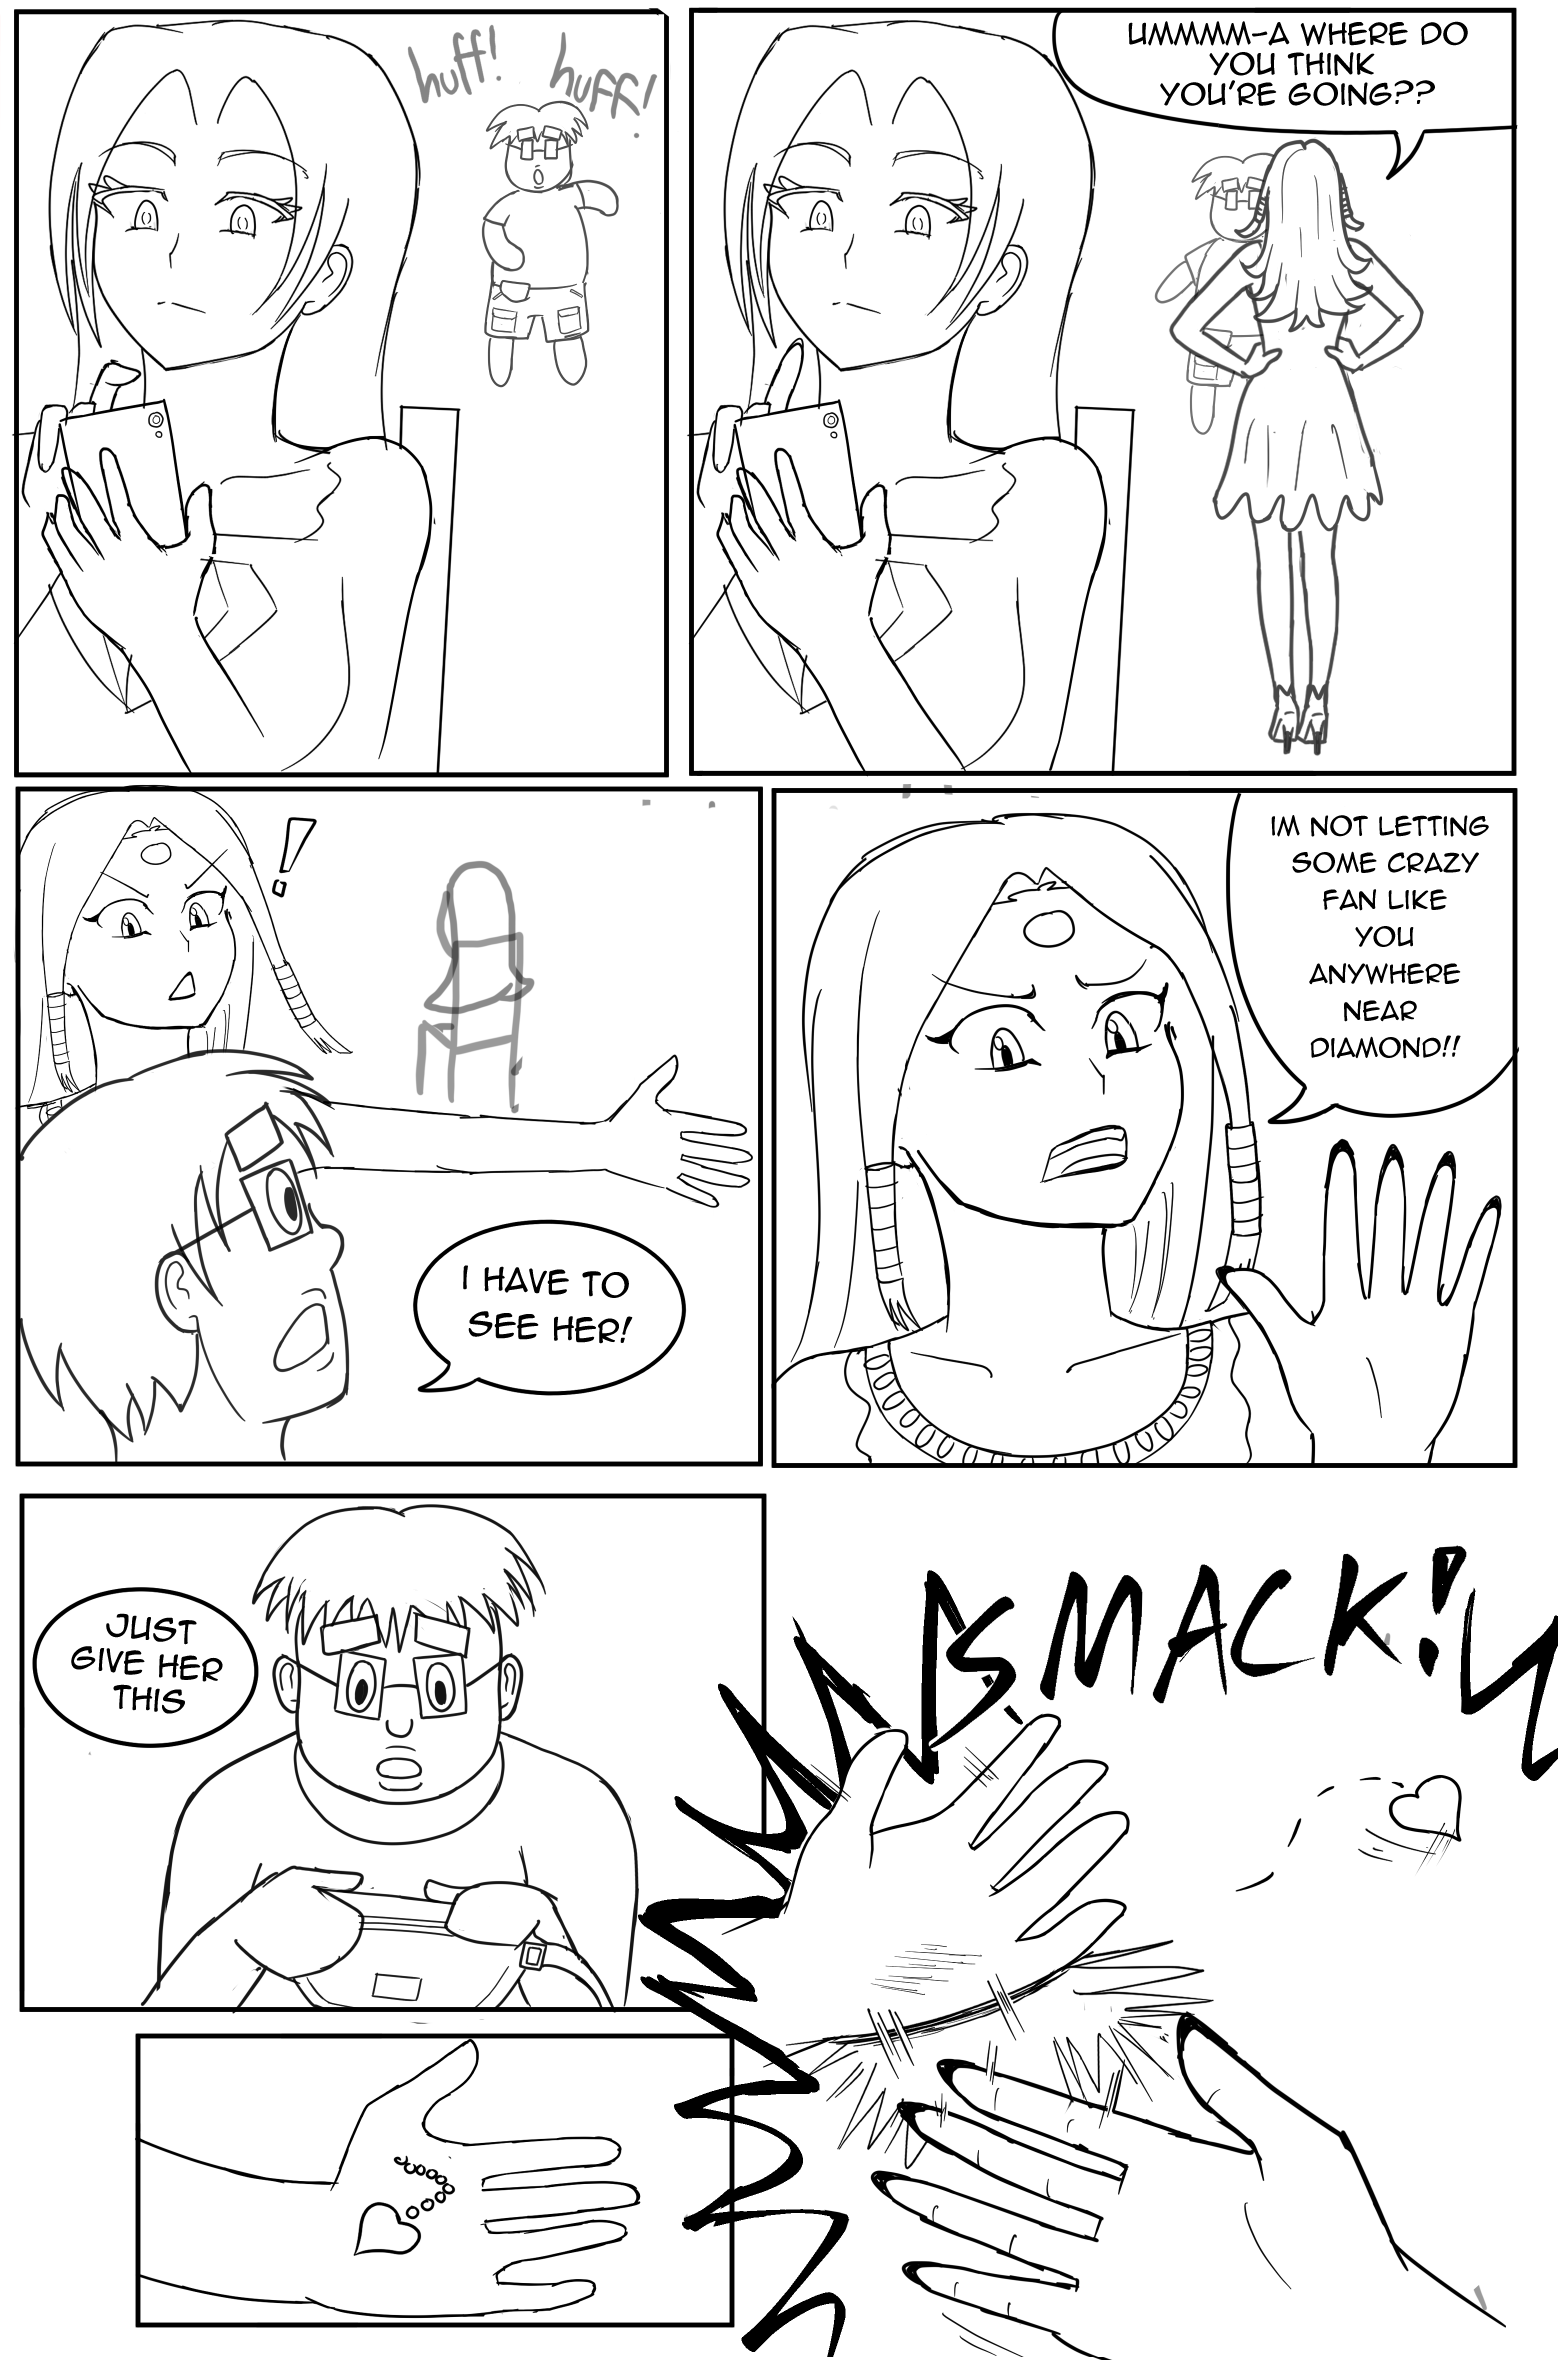 huff! huff!
UMMMM-A WHERE DO
YOU THINK
YOU'RE GOING??
!
I HAVE TO
SEE HER!
IM NOT LETTING
SOME CRAZY
FAN LIKE
YOU
ANYWHERE
NEAR
DIAMOND!!
JUST
GIVE HER
THIS
SMACK!